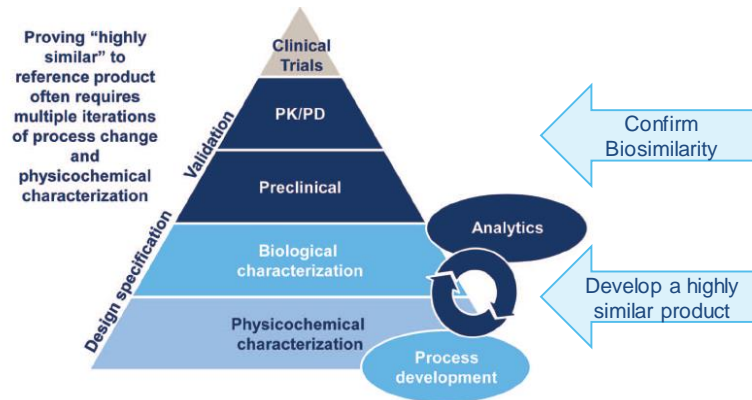 Proving “highly
similar” to
reference product
often requires
multiple iterations
of process change
and
physicochemical
characterization
Clinical
Trials
PK/PD
Preclinical
Biological
characterization
Physicochemical
characterization
Validation
Design specification
Analytics
Process
development
Confirm
Biosimilarity
Develop a highly
similar product